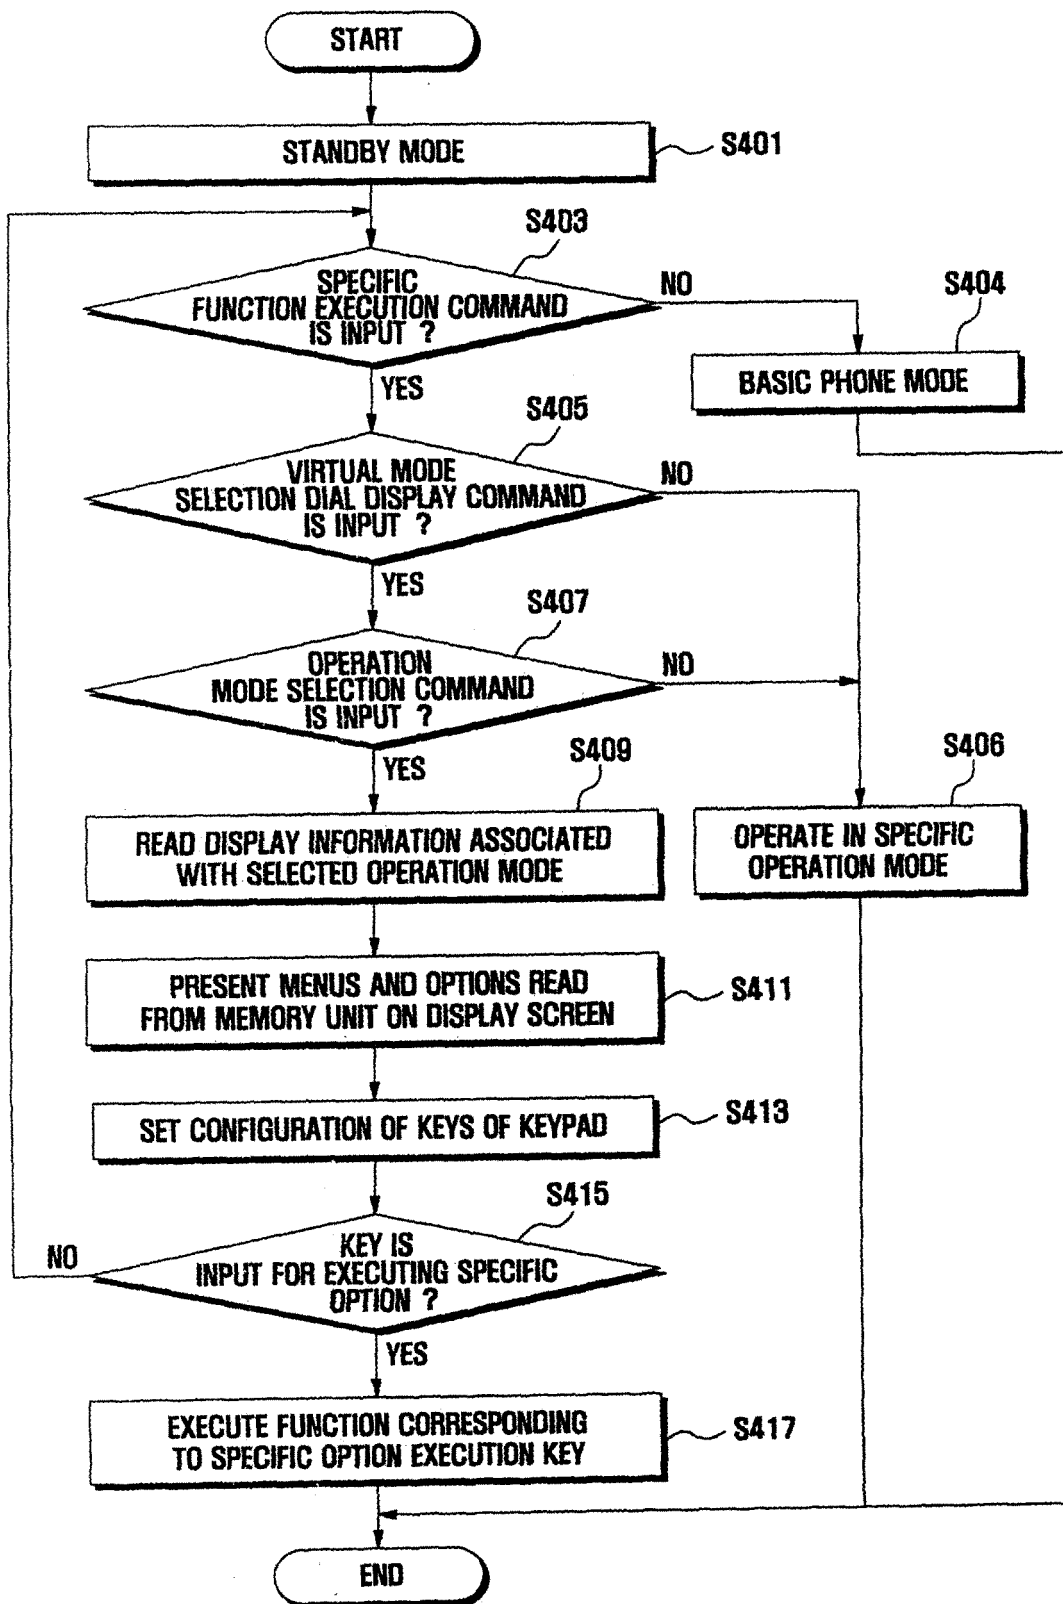 START
STANDBY MODE
S401
S403
SPECIFIC
FUNCTION EXECUTION COMMAND
IS INPUT ?
NO
S404
BASIC PHONE MODE
YES
S405
VIRTUAL MODE
SELECTION DIAL DISPLAY COMMAND
IS INPUT ?
NO
YES
S407
OPERATION
MODE SELECTION COMMAND
IS INPUT ?
NO
YES
S409
READ DISPLAY INFORMATION ASSOCIATED
WITH SELECTED OPERATION MODE
S406
OPERATE IN SPECIFIC
OPERATION MODE
PRESENT MENUS AND OPTIONS READ
FROM MEMORY UNIT ON DISPLAY SCREEN
S411
SET CONFIGURATION OF KEYS OF KEYPAD
S413
S415
KEY IS
INPUT FOR EXECUTING SPECIFIC
OPTION ?
NO
YES
EXECUTE FUNCTION CORRESPONDING
TO SPECIFIC OPTION EXECUTION KEY
S417
END